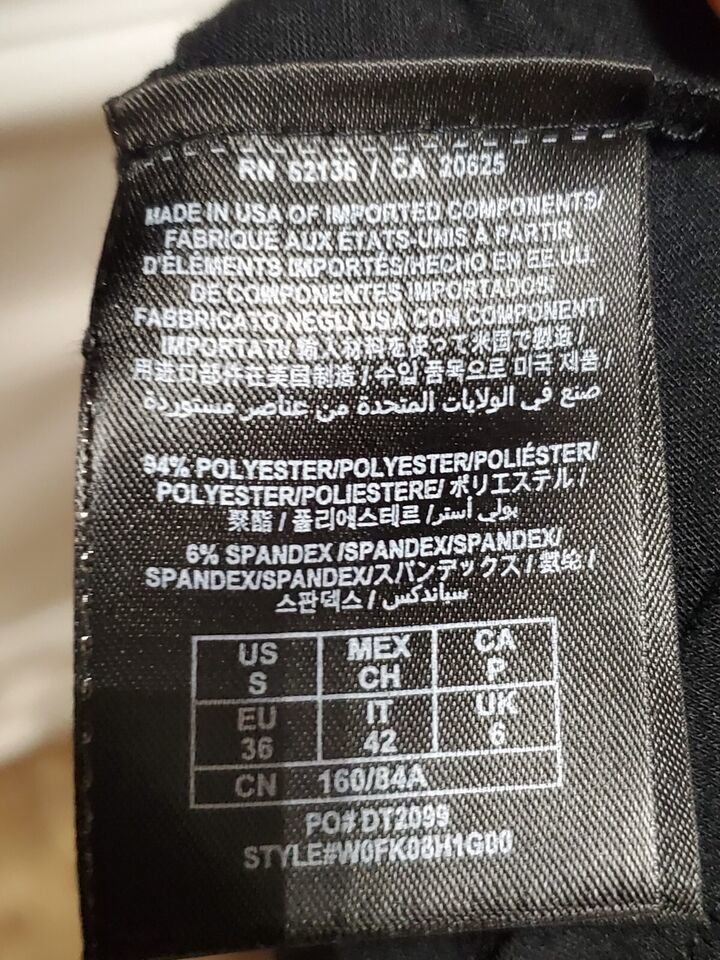 RN 52136 / CA 20625
MADE IN USA OF IMPORTED COMPONENTS/
FABRIQUÉ AUX ÉTATS-UNIS À PARTIR
D'ÉLÉMENTS IMPORTÉS/HECHO EN EE.UU.
DE COMPONENTES IMPORTADOS/
FABBRICATO NEGLI USA CON COMPONENTI
IMPORTATI/ 輸入材料を使って米国で製造 /
用进口部件在美国制造 / 수입 품목으로 미국 제품 /
صنع في الولايات المتحدة من عناصر مستوردة
94% POLYESTER/POLYESTER/POLIÉSTER/
POLYESTER/POLIESTERE/ ポリエステル /
聚酯 / 폴리에스테르 / بولي أستر
6% SPANDEX /SPANDEX/SPANDEX/
SPANDEX/SPANDEX/スパンデックス /
스판덱스 / سباندكس
US MEX CA
S CH P
EU IT UK
36 42 6
CN 160/84A
PO# DT2099
STYLE#W0FK08H1G00